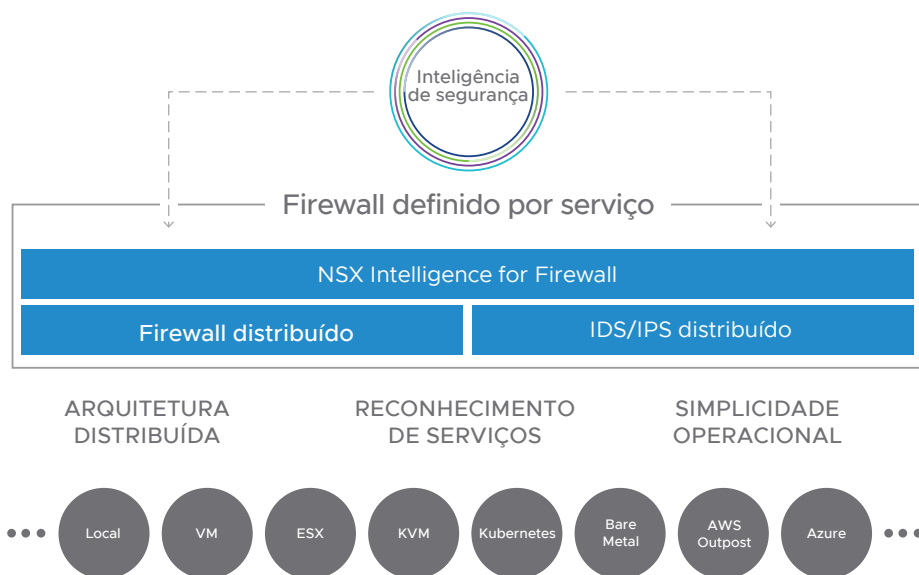 Inteligência
de segurança
Firewall definido por serviço
NSX Intelligence for Firewall
Firewall distribuído
IDS/IPS distribuído
ARQUITETURA
DISTRIBUÍDA
RECONHECIMENTO
DE SERVIÇOS
SIMPLICIDADE
OPERACIONAL
Local
VM
ESX
KVM
Kubernetes
Bare
Metal
AWS
Outpost
Azure